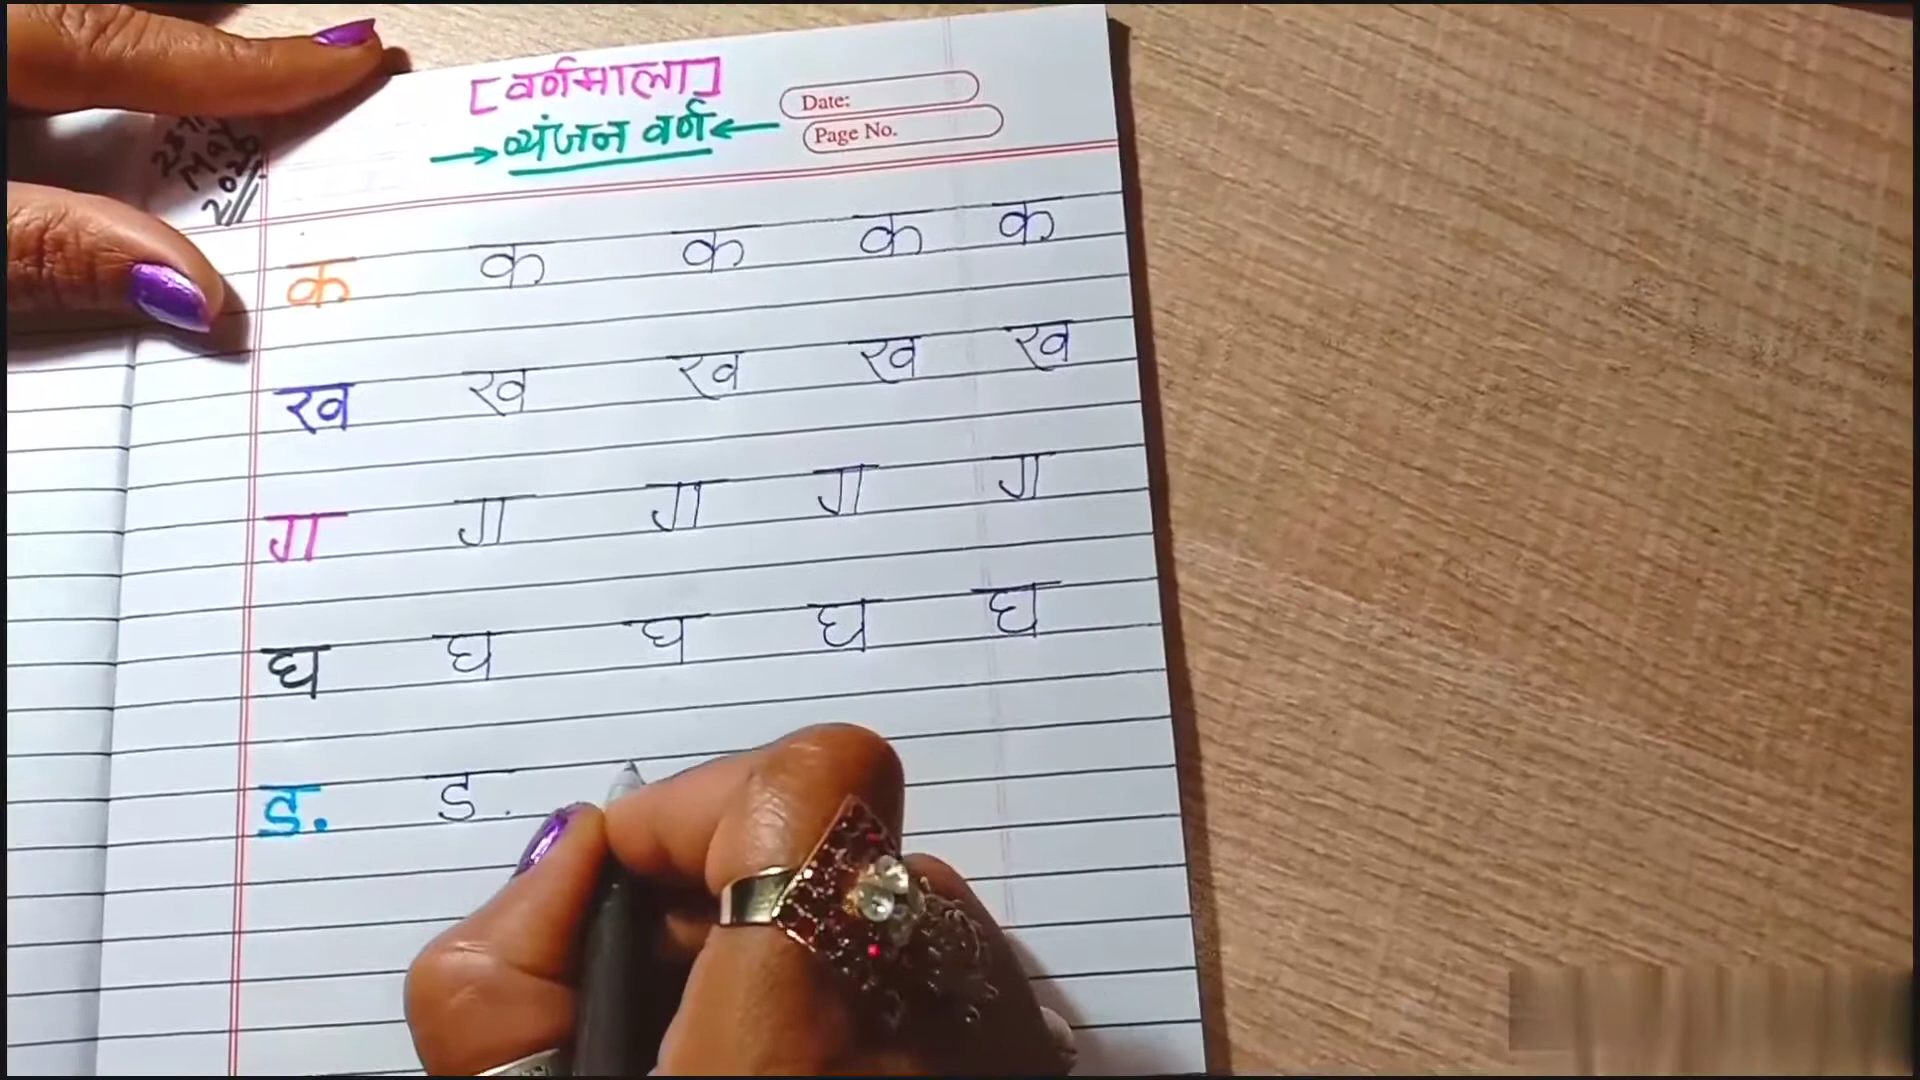 [वर्णमाला]
→ व्यंजन वर्ण ←
Date:
Page No.
क क क क क
ख ख ख ख ख
ग ग ग ग ग
घ घ घ घ घ
ङ ङ